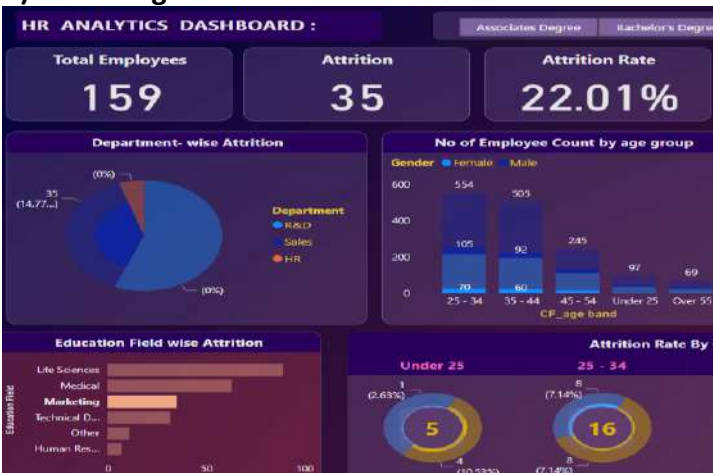 HR ANALYTICS DASHBOARD :
Associates Degree
Bachelor's Degre
Total Employees
159
Attrition
35
Attrition Rate
22.01%
Department- wise Attrition
(0%)
35
(14.77...)
(0%)
Department
R&D
Sales
HR
No of Employee Count by age group
Gender Female Male
600
400
200
0
554
505
245
97
69
105
92
70
60
25 - 34
35 - 44
45 - 54
Under 25
Over 55
CF_age band
Education Field wise Attrition
Education Field
Life Sciences
Medical
Marketing
Technical D...
Other
Human Res...
0
50
100
Attrition Rate By
Under 25
25 - 34
1
(2.63%)
5
4
(10.53%)
8
(7.14%)
16
8
(7.14%)